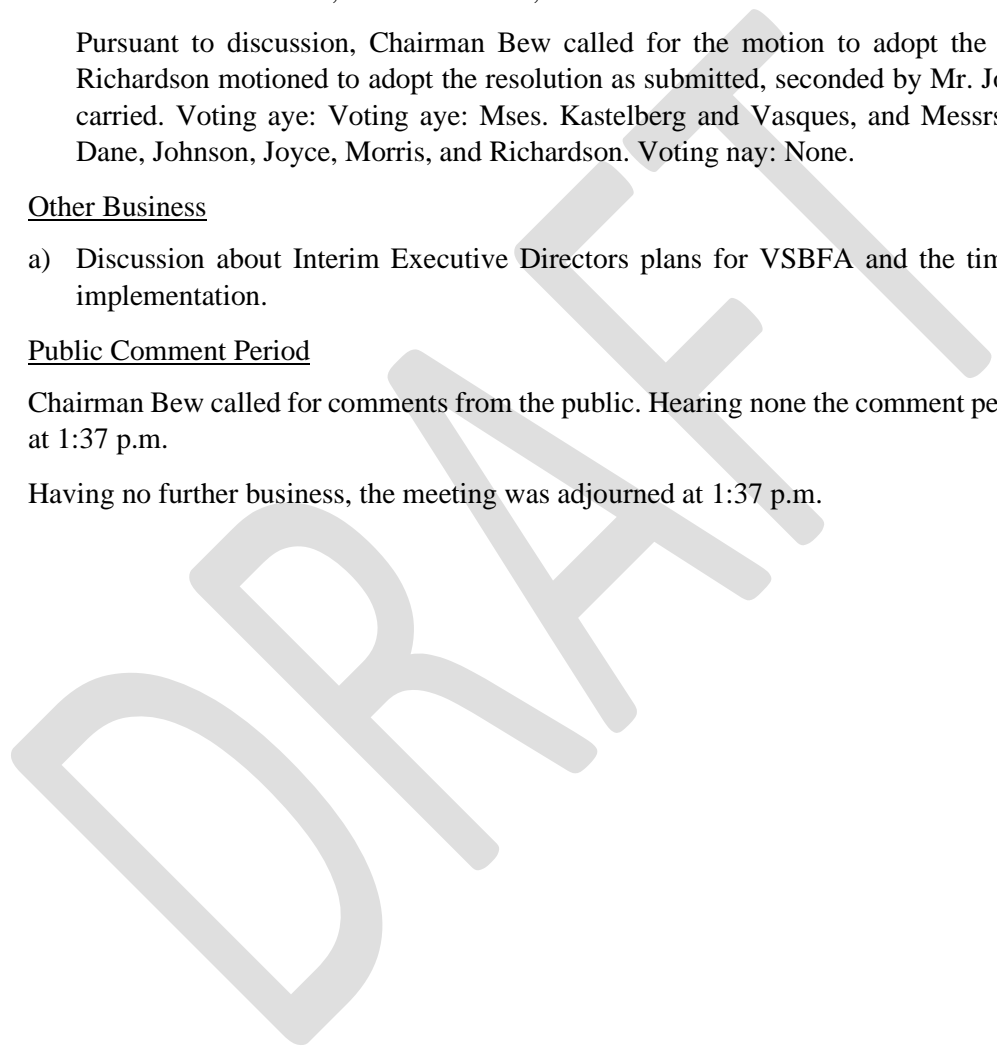 Pursuant to discussion, Chairman Bew called for the motion to adopt the
Richardson motioned to adopt the resolution as submitted, seconded by Mr.
carried. Voting aye: Voting aye: Mses. Kastelberg and Vasques, and Messrs
Dane, Johnson, Joyce, Morris, and Richardson. Voting nay: None.
Other Business
a) Discussion about Interim Executive Directors plans for VSBFA and the
implementation.
Public Comment Period
Chairman Bew called for comments from the public. Hearing none the comment
at 1:37 p.m.
Having no further business, the meeting was adjourned at 1:37 p.m.
DRAFT